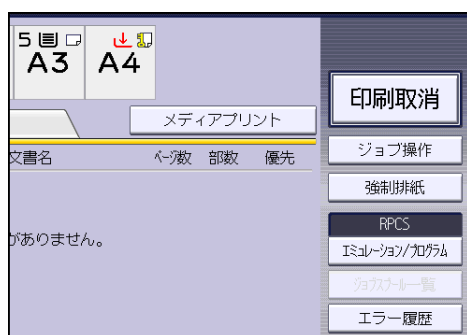 5
A3 A4
印刷取消
メディアプリント
文書名 ページ数 部数 優先
ジョブ操作
強制排紙
がありません。
RPCS
エミュレーション/プログラム
ジョブスプール一覧
エラー履歴